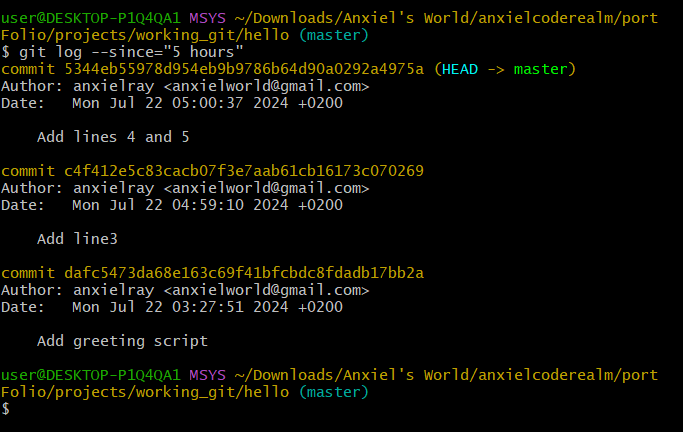 user@DESKTOP-P1Q4QA1 MSYS ~/Downloads/Anxiel's World/anxielcoderealm/port
Folio/projects/working_git/hello (master)
$ git log --since="5 hours"
commit 5344eb55978d954eb9b9786b64d90a0292a4975a (HEAD -> master)
Author: anxielray <anxielworld@gmail.com>
Date:   Mon Jul 22 05:00:37 2024 +0200
    Add lines 4 and 5
commit c4f412e5c83cacb07f3e7aab61cb16173c070269
Author: anxielray <anxielworld@gmail.com>
Date:   Mon Jul 22 04:59:10 2024 +0200
    Add line3
commit dafc5473da68e163c69f41bfcbdc8fdadb17bb2a
Author: anxielray <anxielworld@gmail.com>
Date:   Mon Jul 22 03:27:51 2024 +0200
    Add greeting script
user@DESKTOP-P1Q4QA1 MSYS ~/Downloads/Anxiel's World/anxielcoderealm/port
Folio/projects/working_git/hello (master)
$